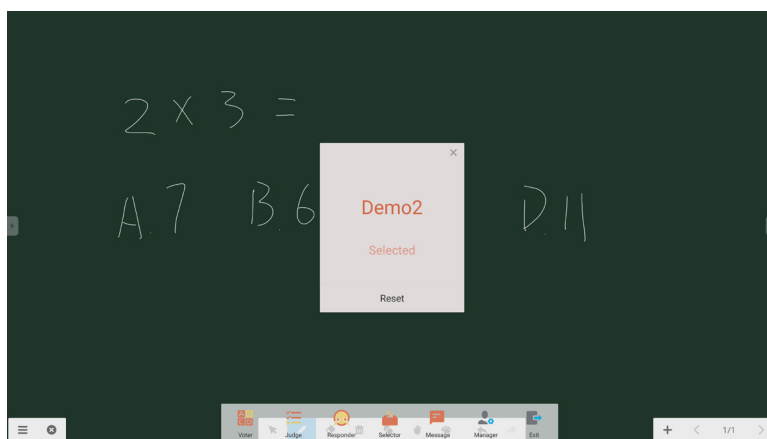 2 × 3 =
Demo2
A.7 B.6 D.11
Selected
Reset
Voter Judge Responder Selector Message Manager Exit
1/1